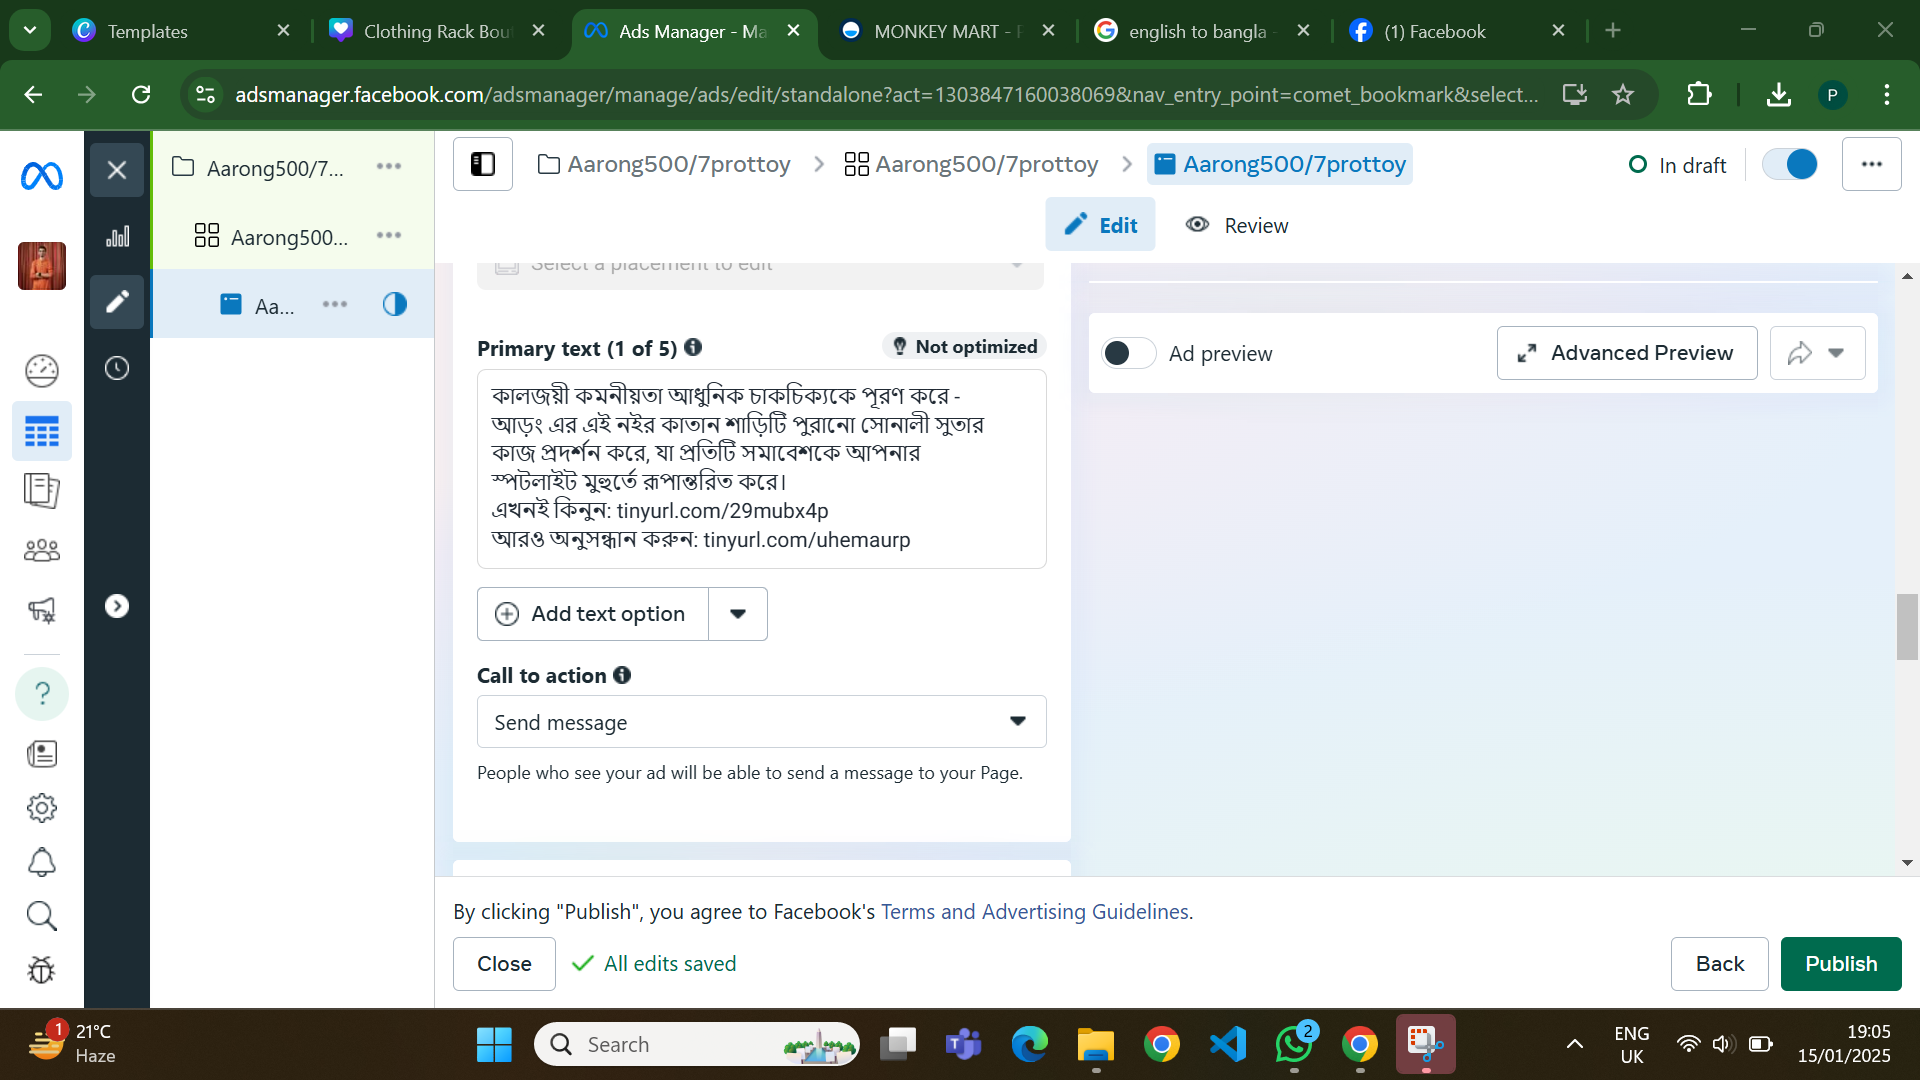 Templates
Clothing Rack Bou
Ads Manager - Ma
MONKEY MART - F
english to bangla -
(1) Facebook
adsmanager.facebook.com/adsmanager/manage/ads/edit/standalone?act=1303847160038069&nav_entry_point=comet_bookmark&select...
P
Aarong500/7...
Aarong500...
Aa...
Aarong500/7prottoy
Aarong500/7prottoy
Aarong500/7prottoy
In draft
Edit
Review
Select a placement to edit
Primary text (1 of 5)
Not optimized
কালজয়ী কমনীয়তা আধুনিক চাকচিক্যকে পূরণ করে -
আড়ং এর এই নইর কাতান শাড়িটি পুরানো সোনালী সুতার
কাজ প্রদর্শন করে, যা প্রতিটি সমাবেশকে আপনার
স্পটলাইট মুহুর্তে রূপান্তরিত করে।
এখনই কিনুন: tinyurl.com/29mubx4p
আরও অনুসন্ধান করুন: tinyurl.com/uhemaurp
Add text option
Call to action
Send message
People who see your ad will be able to send a message to your Page.
Ad preview
Advanced Preview
By clicking "Publish", you agree to Facebook's Terms and Advertising Guidelines.
Close
All edits saved
Back
Publish
1
21°C
Haze
Search
2
ENG
UK
19:05
15/01/2025